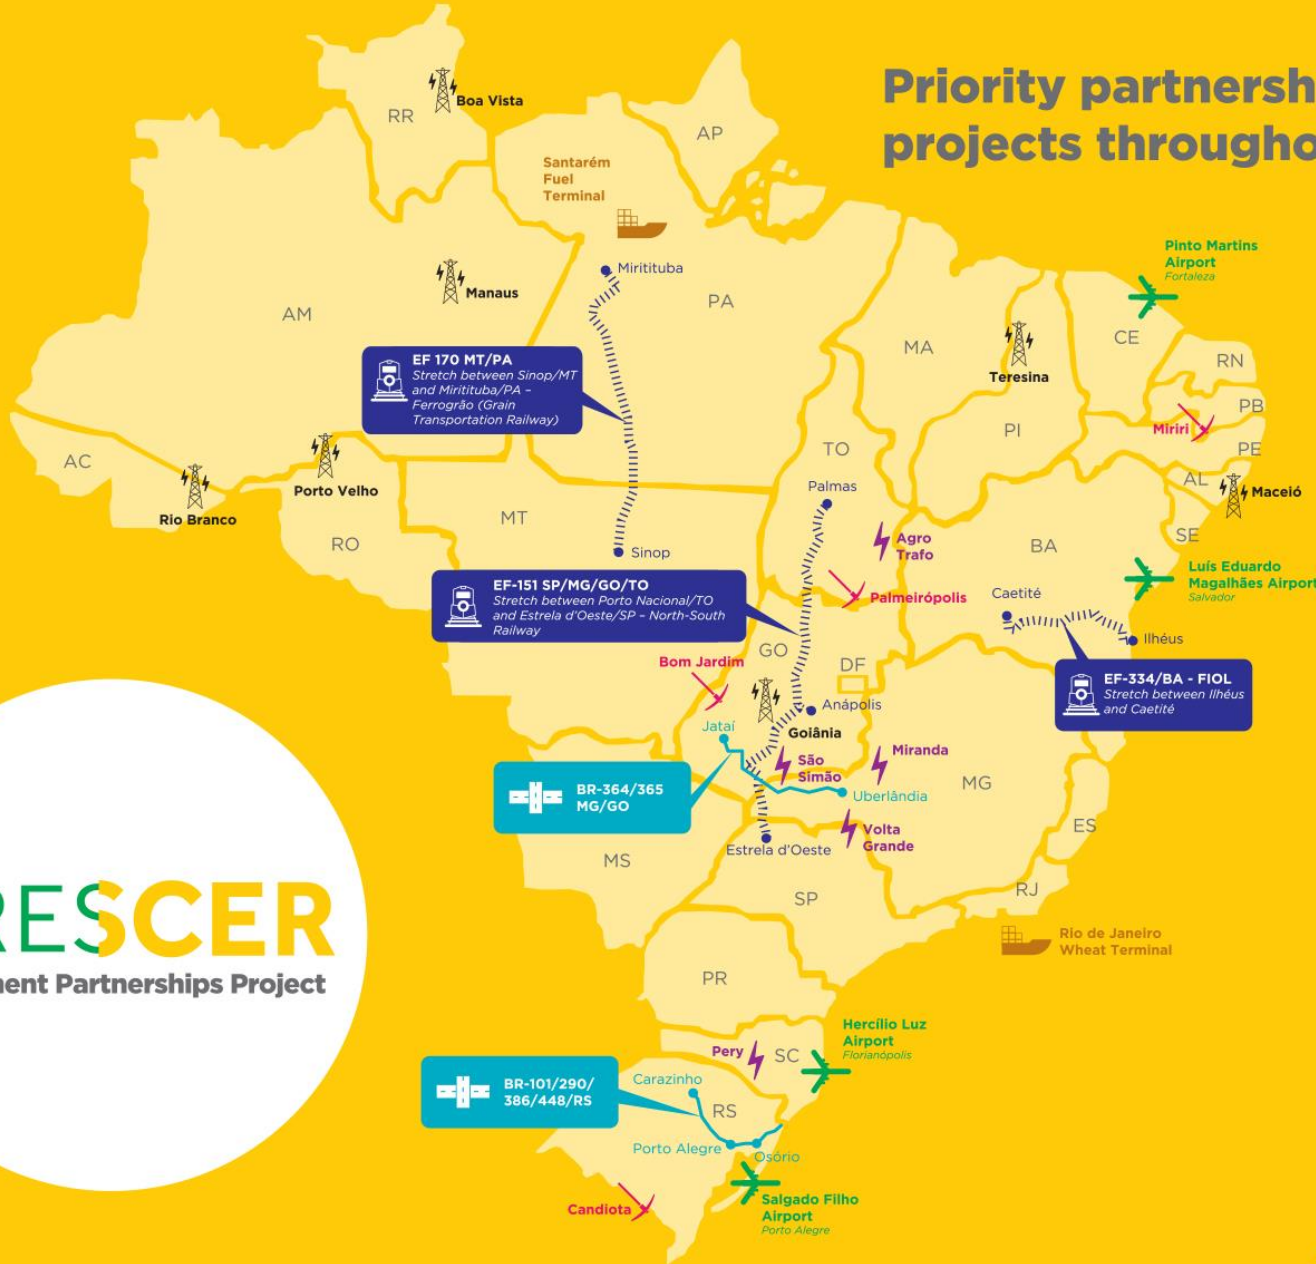 Priority partnersh
projects througho
RR
Boa Vista
AP
Santarém
Fuel
Terminal
Pinto Martins
Airport
Fortaleza
Miritituba
Manaus
PA
AM
CE
MA
RN
Teresina
EF 170 MT/PA
Stretch between Sinop/MT
and Miritituba/PA –
Ferrogrão (Grain
Transportation Railway)
PB
Miriri
PI
PE
TO
AC
Porto Velho
Palmas
AL
Maceió
Rio Branco
MT
RO
Sinop
Agro
Trafo
BA
SE
Luís Eduardo
Magalhães Airport
Salvador
EF-151 SP/MG/GO/TO
Stretch between Porto Nacional/TO
and Estrela d'Oeste/SP – North-South
Railway
Palmeirópolis
Caetité
Ilhéus
GO
DF
Bom Jardim
EF-334/BA - FIOL
Stretch between Ilhéus
and Caetité
Anápolis
Jataí
Goiânia
São
Simão
Miranda
MG
BR-364/365
MG/GO
Uberlândia
Volta
Grande
ES
Estrela d'Oeste
MS
RJ
SP
RESCER
ment Partnerships Project
Rio de Janeiro
Wheat Terminal
PR
Hercílio Luz
Airport
Florianópolis
Pery
SC
BR-101/290/
386/448/RS
Carazinho
RS
Porto Alegre
Osório
Candiota
Salgado Filho
Airport
Porto Alegre